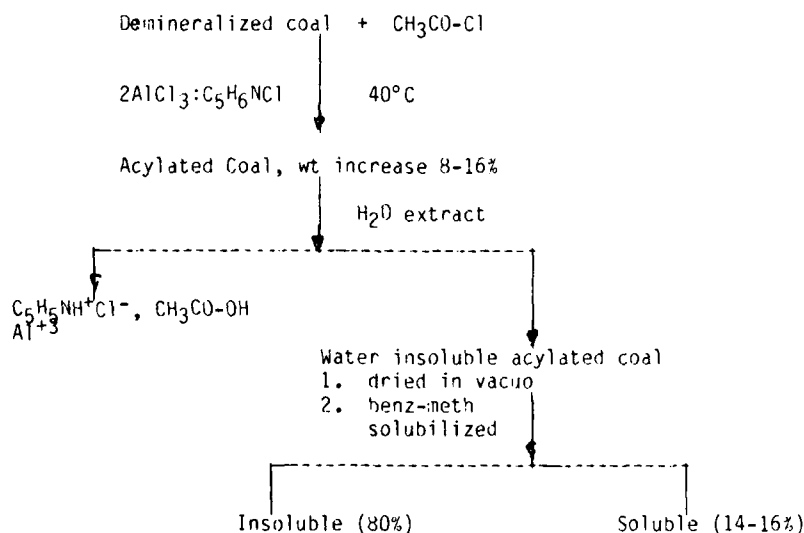 Demineralized coal + CH3CO-Cl
2AlCl3:C5H6NCl 40°C
Acylated Coal, wt increase 8-16%
H2O extract
C5H5NH+Cl-, CH3CO-OH
Al+3
Water insoluble acylated coal
1. dried in vacuo
2. benz-meth
solubilized
Insoluble (80%) Soluble (14-16%)